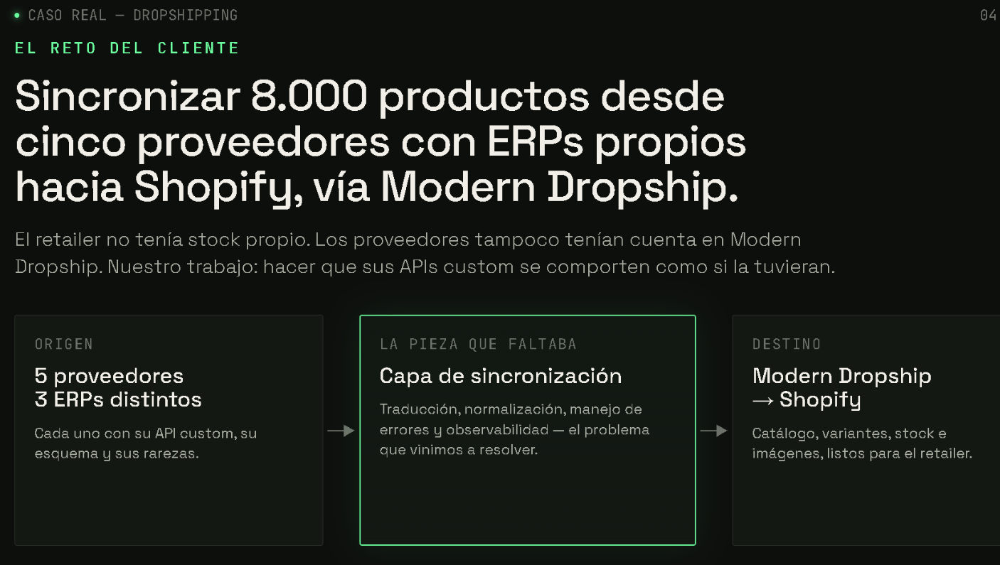 CASO REAL — DROPSHIPPING
04
EL RETO DEL CLIENTE
Sincronizar 8.000 productos desde
cinco proveedores con ERPs propios
hacia Shopify, vía Modern Dropship.
El retailer no tenía stock propio. Los proveedores tampoco tenían cuenta en Modern
Dropship. Nuestro trabajo: hacer que sus APIs custom se comporten como si la tuvieran.
ORIGEN
5 proveedores
3 ERPs distintos
Cada uno con su API custom, su
esquema y sus rarezas.
LA PIEZA QUE FALTABA
Capa de sincronización
Traducción, normalización, manejo de
errores y observabilidad — el problema
que vinimos a resolver.
DESTINO
Modern Dropship
→ Shopify
Catálogo, variantes, stock e
imágenes, listos para el retailer.